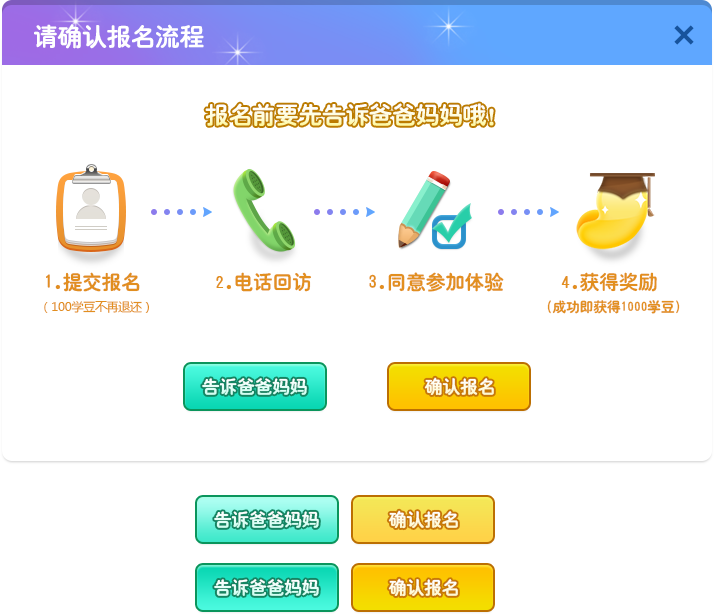 请确认报名流程
报名前要先告诉爸爸妈妈哦!
1.提交报名
(100学豆不再退还)
2.电话回访
3.同意参加体验
4.获得奖励
(成功即获得1000学豆)
告诉爸爸妈妈
确认报名
告诉爸爸妈妈
确认报名
告诉爸爸妈妈
确认报名